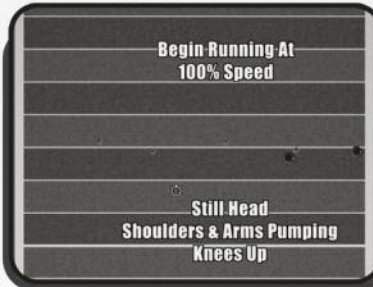 Begin Running At
100% Speed
Still Head
Shoulders & Arms Pumping
Knees Up